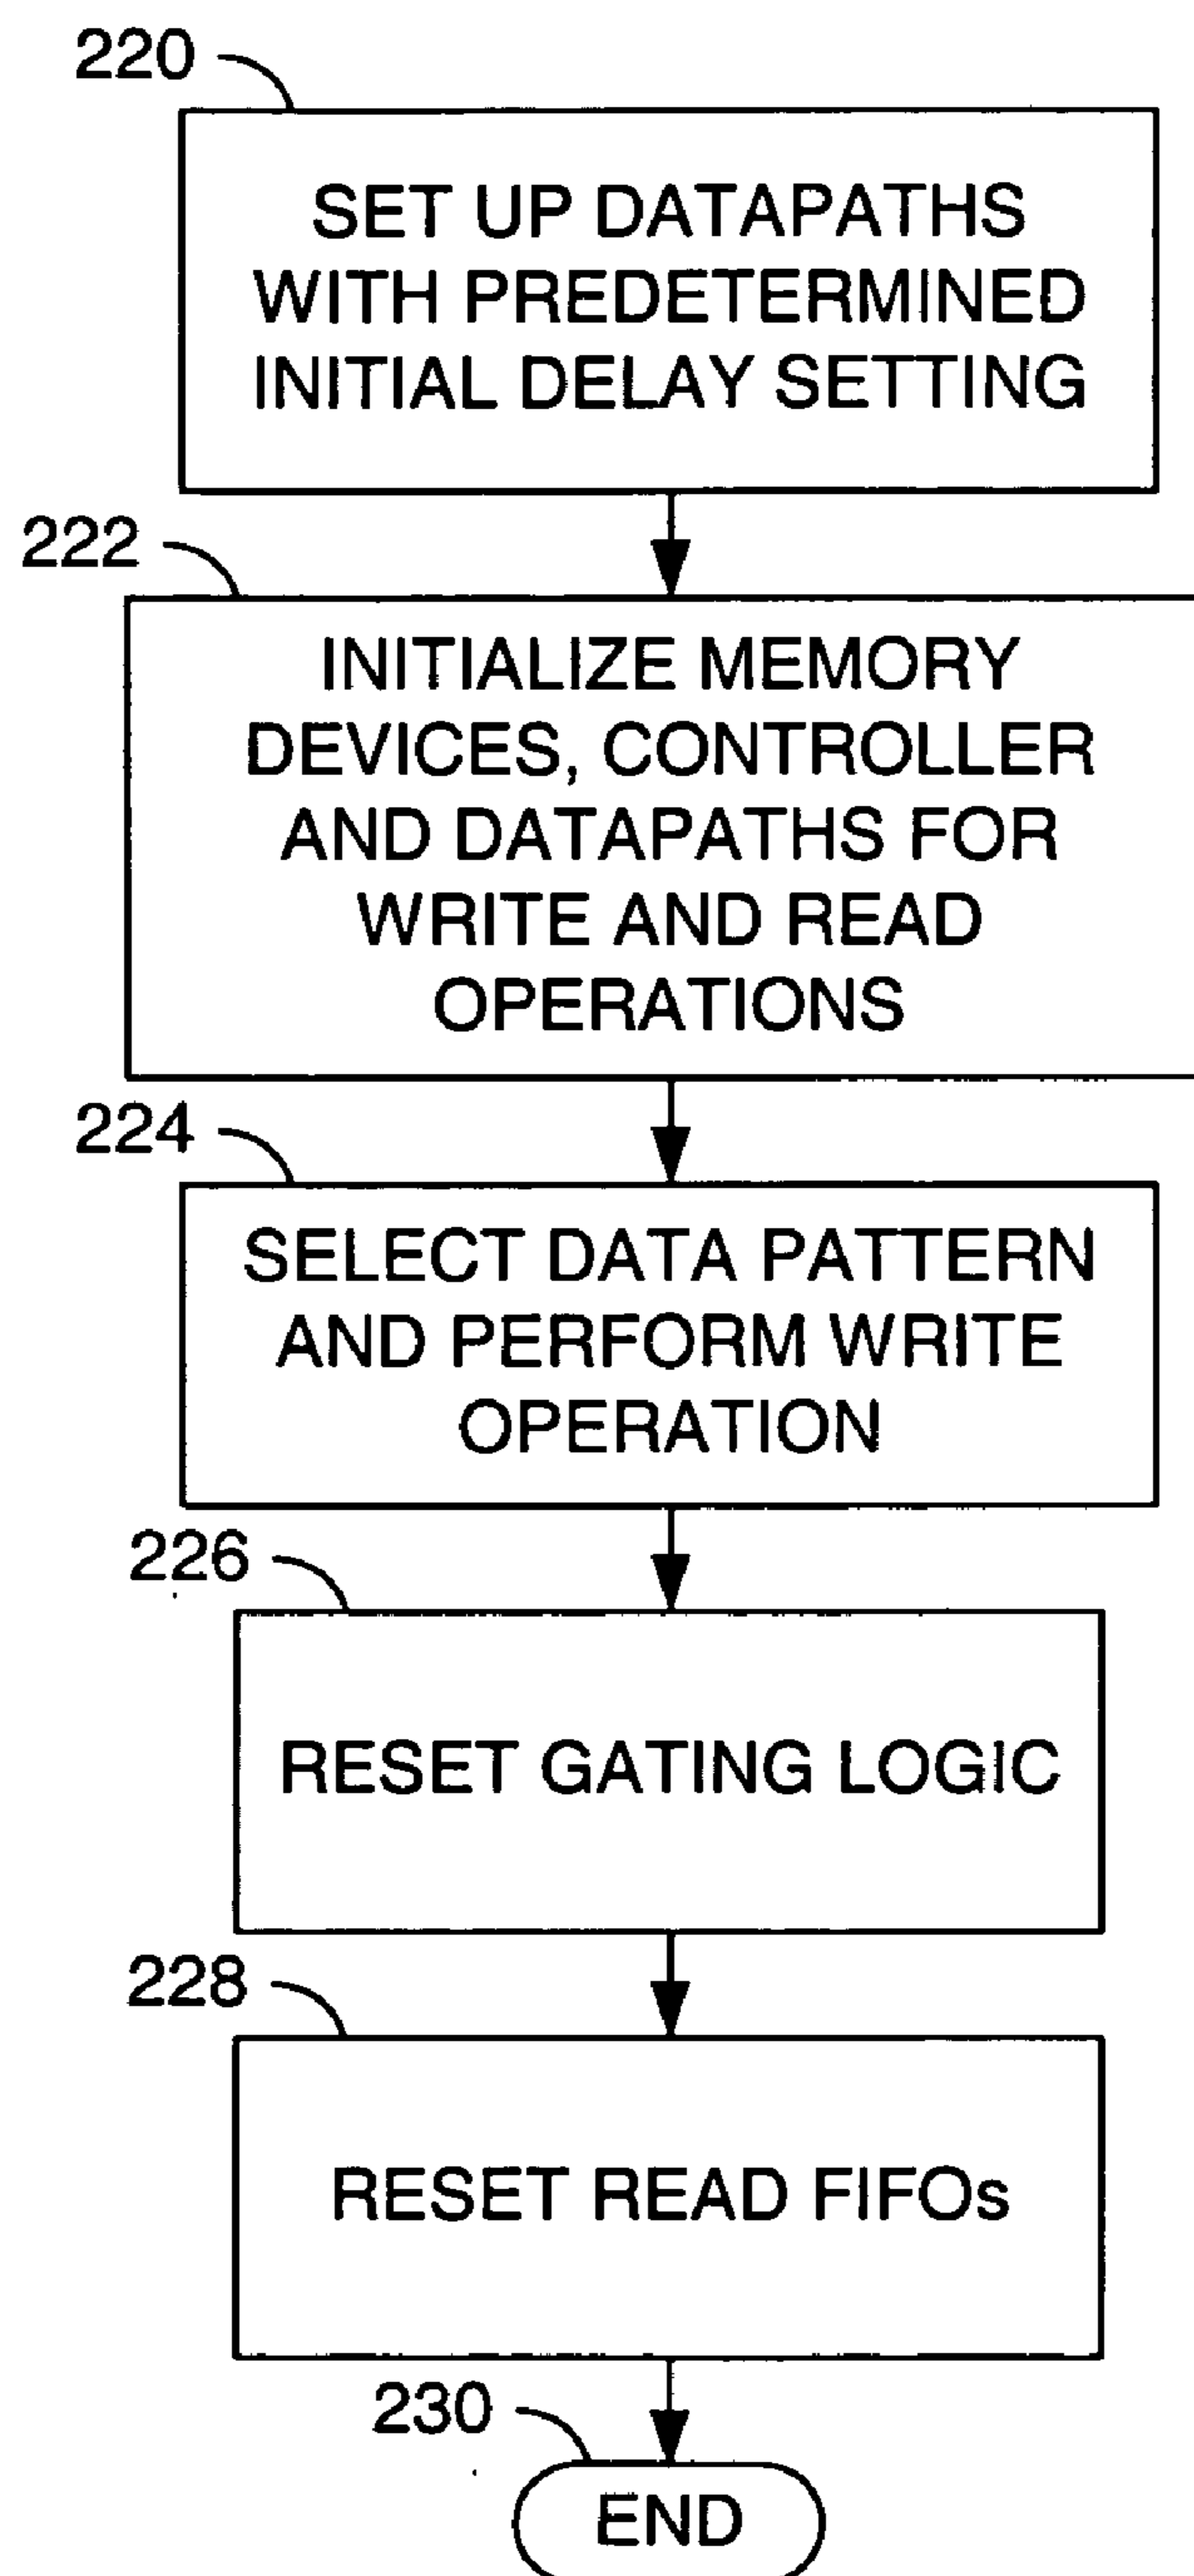 220
SET UP DATAPATHS
WITH PREDETERMINED
INITIAL DELAY SETTING
222
INITIALIZE MEMORY
DEVICES, CONTROLLER
AND DATAPATHS FOR
WRITE AND READ
OPERATIONS
224
SELECT DATA PATTERN
AND PERFORM WRITE
OPERATION
226
RESET GATING LOGIC
228
RESET READ FIFOs
230
END